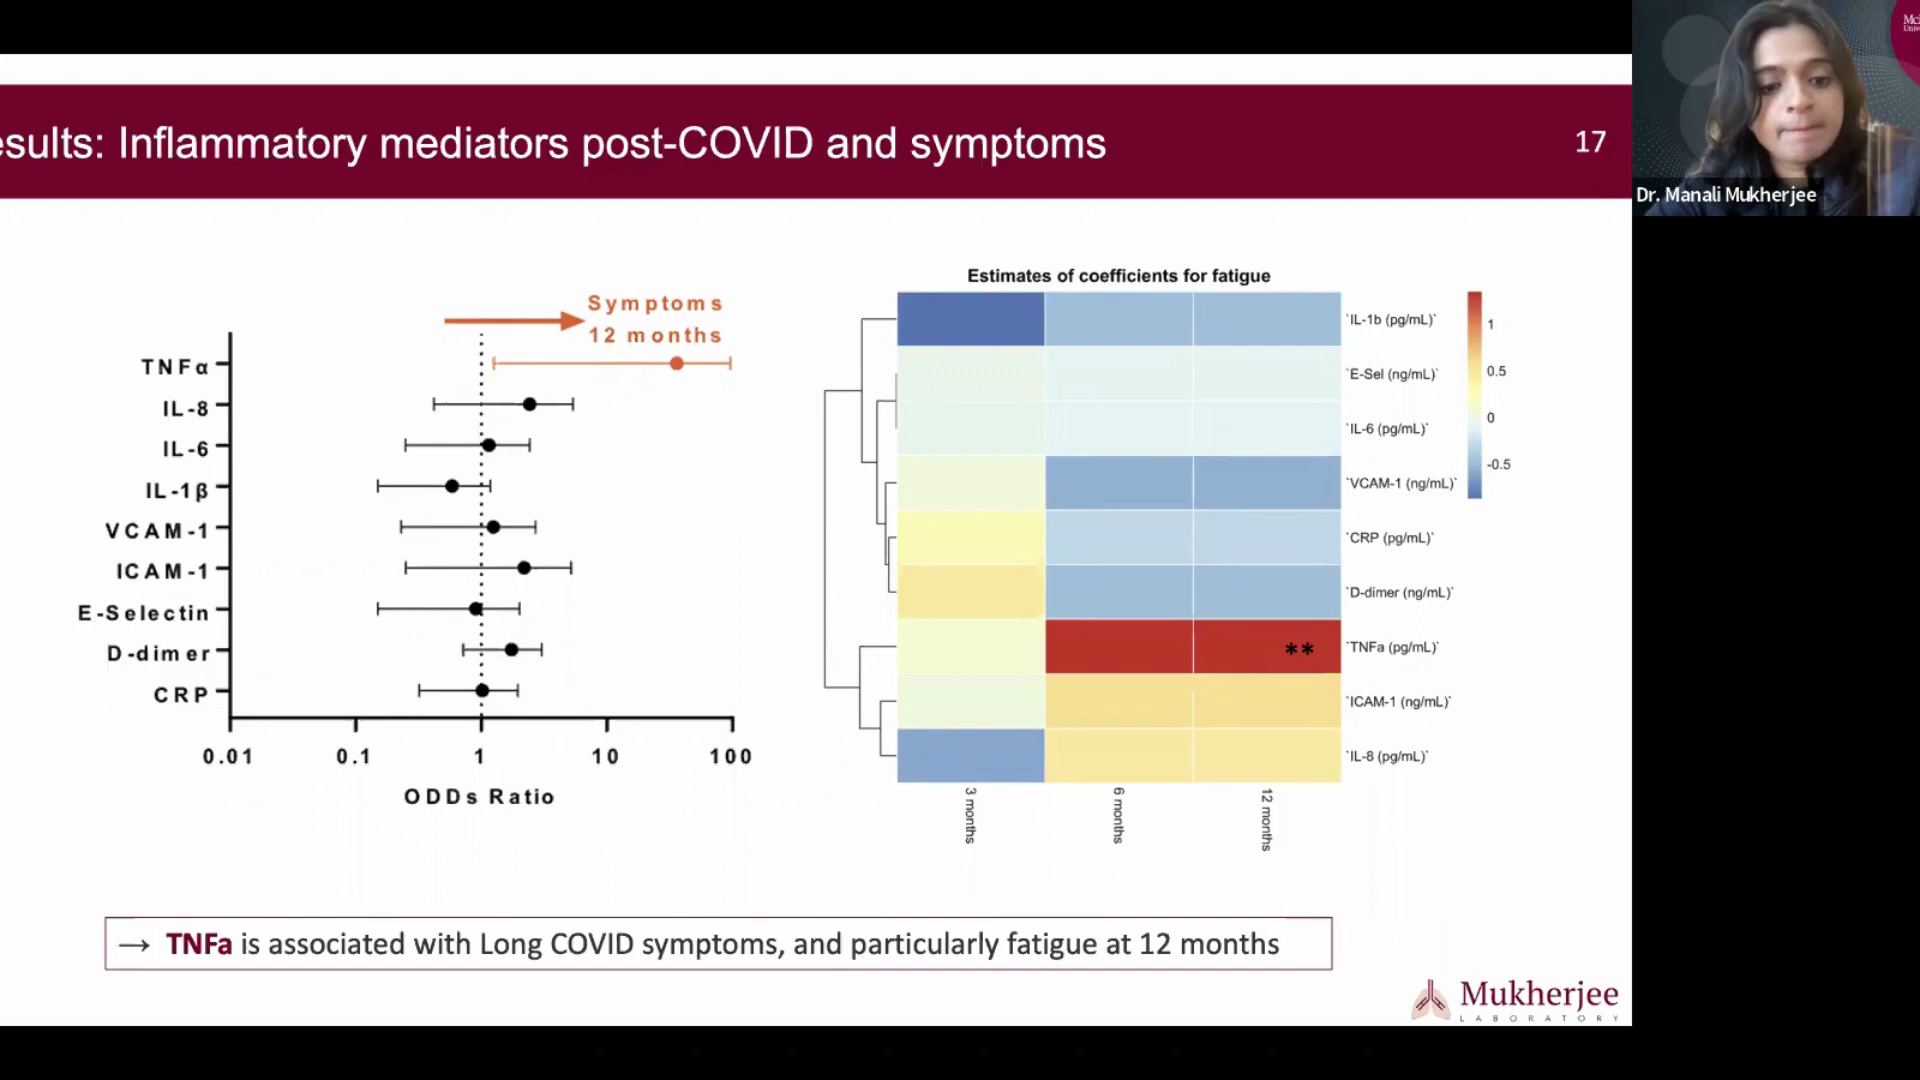 esults: Inflammatory mediators post-COVID and symptoms
17
Dr. Manali Mukherjee
Symptoms
12 months
TNFα
IL-8
IL-6
IL-1β
VCAM-1
ICAM-1
E-Selectin
D-dimer
CRP
0.01 0.1 1 10 100
ODDs Ratio
Estimates of coefficients for fatigue
`IL-1b (pg/mL)`
`E-Sel (ng/mL)`
`IL-6 (pg/mL)`
`VCAM-1 (ng/mL)`
`CRP (pg/mL)`
`D-dimer (ng/mL)`
** `TNFa (pg/mL)`
`ICAM-1 (ng/mL)`
`IL-8 (pg/mL)`
1
0.5
0
-0.5
3 months
6 months
12 months
→ TNFa is associated with Long COVID symptoms, and particularly fatigue at 12 months
Mukherjee
LABORATORY